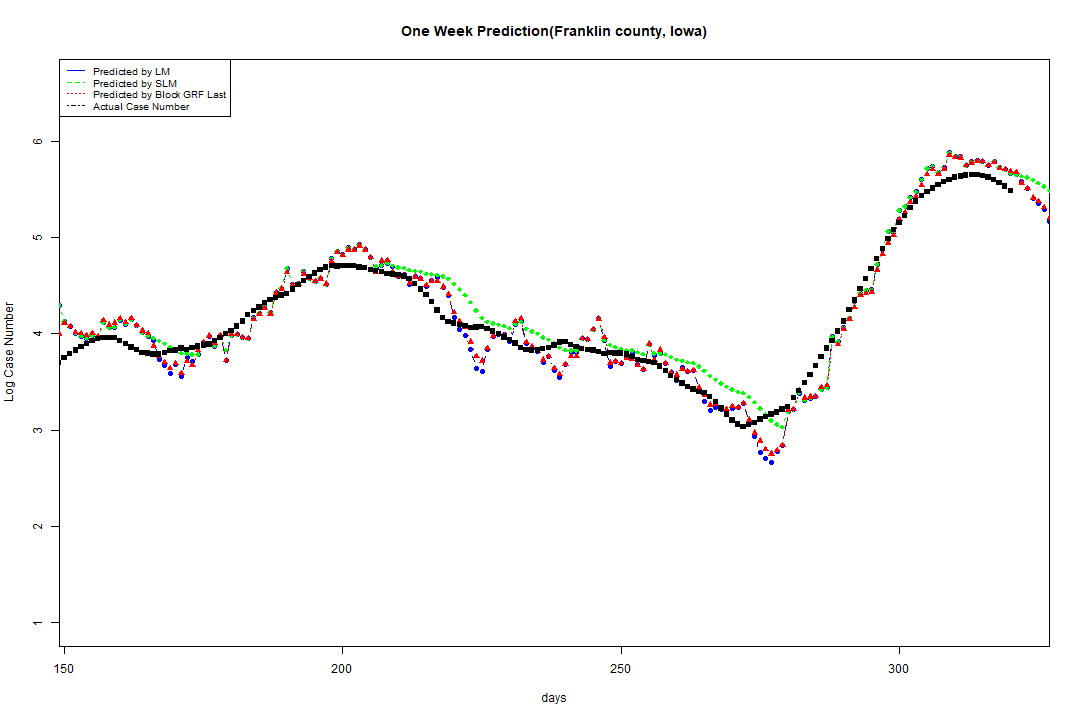 One Week Prediction(Franklin county, Iowa)
Predicted by LM
Predicted by SLM
Predicted by Block GRF Last
Actual Case Number
Log Case Number
6
5
4
3
2
1
150
200
250
300
days